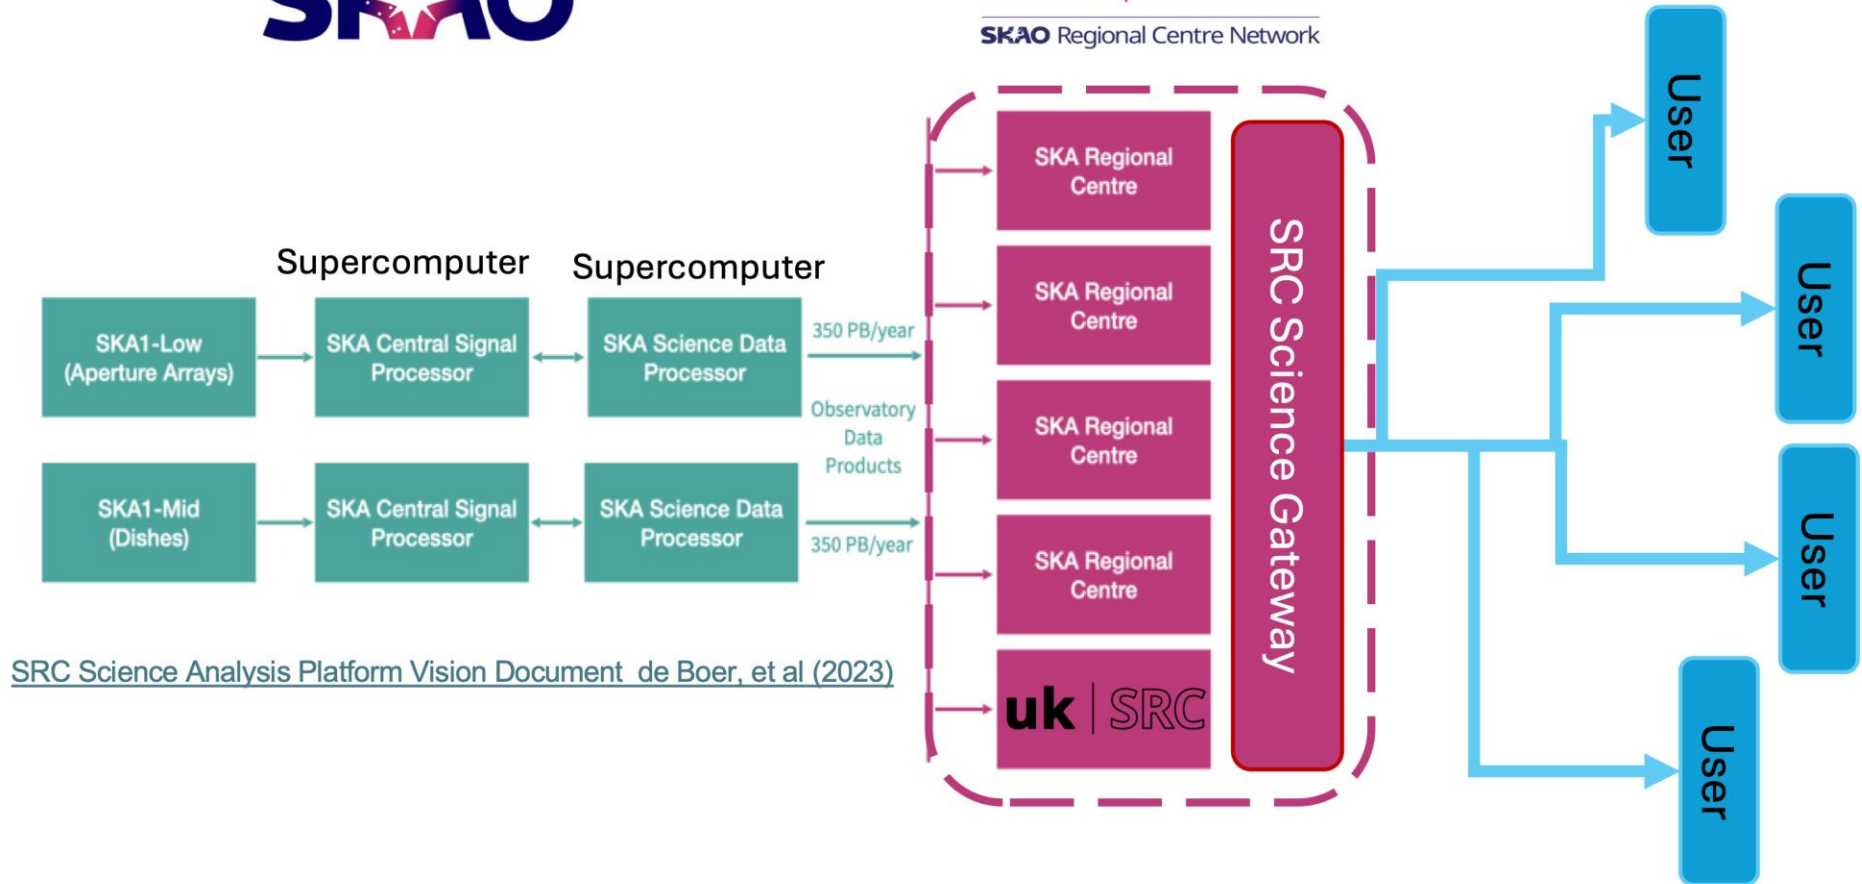 SKAO
SKAO Regional Centre Network
Supercomputer
Supercomputer
SKA1-Low
(Aperture Arrays)
SKA Central Signal
Processor
SKA Science Data
Processor
350 PB/year
Observatory
Data
Products
SKA1-Mid
(Dishes)
SKA Central Signal
Processor
SKA Science Data
Processor
350 PB/year
SRC Science Analysis Platform Vision Document de Boer, et al (2023)
SKA Regional
Centre
SKA Regional
Centre
SKA Regional
Centre
SKA Regional
Centre
uk | SRC
SRC Science Gateway
User
User
User
User